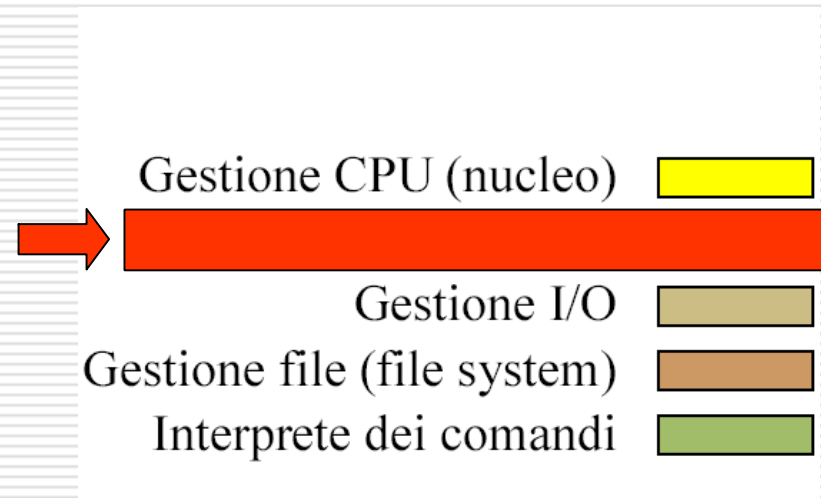 Gestione CPU (nucleo)
Gestione I/O
Gestione file (file system)
Interprete dei comandi